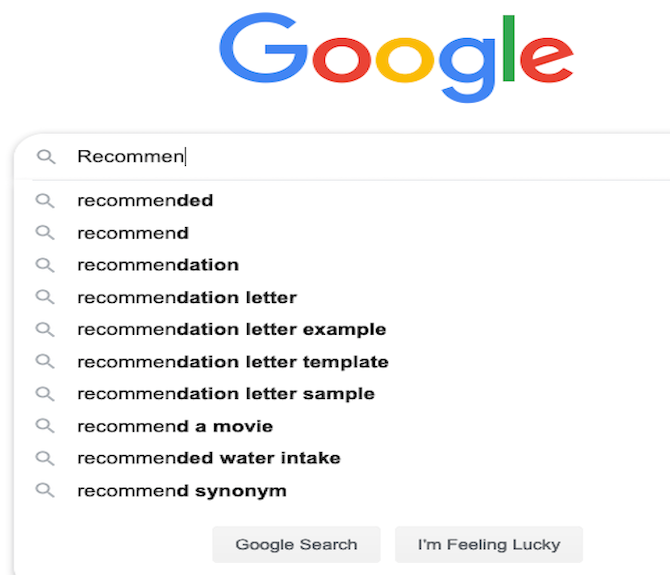 Google
Recommen
recommended
recommend
recommendation
recommendation letter
recommendation letter example
recommendation letter template
recommendation letter sample
recommend a movie
recommended water intake
recommend synonym
Google Search I'm Feeling Lucky